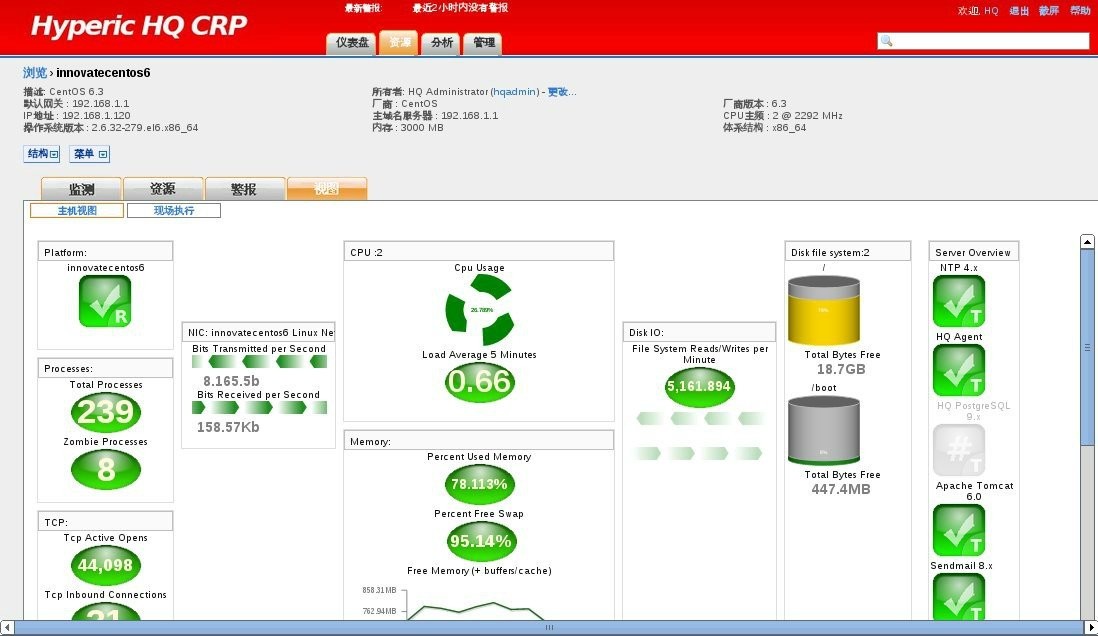 Hyperic HQ CRP
最新警报: 最近2小时内没有警报
欢迎, HQ 退出 截屏 帮助
仪表盘 资源 分析 管理
浏览 › innovatecentos6
描述: CentOS 6.3
默认网关 : 192.168.1.1
IP地址 : 192.168.1.120
操作系统版本 : 2.6.32-279.el6.x86_64
所有者: HQ Administrator (hqadmin) - 更改...
厂商 : CentOS
主域名服务器 : 192.168.1.1
内存 : 3000 MB
厂商版本 : 6.3
CPU主频 : 2 @ 2292 MHz
体系结构 : x86_64
结构 菜单
监测 资源 警报 视图
主机视图 现场执行
Platform:
innovatecentos6
R
Processes:
Total Processes
239
Zombie Processes
8
TCP:
Tcp Active Opens
44,098
Tcp Inbound Connections
21
NIC: innovatecentos6 Linux Ne
Bits Transmitted per Second
8.165.5b
Bits Received per Second
158.57Kb
CPU :2
Cpu Usage
26.789%
Load Average 5 Minutes
0.66
Memory:
Percent Used Memory
78.113%
Percent Free Swap
95.14%
Free Memory (+ buffers/cache)
858.31MB
762.94MB
Disk IO:
File System Reads/Writes per
Minute
5,161.894
Disk file system:2
/
Total Bytes Free
18.7GB
/boot
Total Bytes Free
447.4MB
Server Overview
NTP 4.x
T
HQ Agent
T
HQ PostgreSQL
9.x
# T
Apache Tomcat
6.0
T
Sendmail 8.x
T